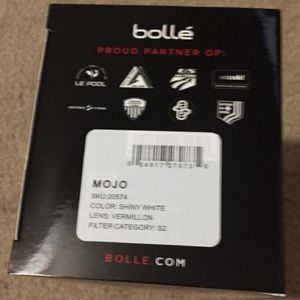 bollé
PROUD PARTNER OF:
LE POOL
MOJO
SKU:20574
COLOR: SHINY WHITE
LENS: VERMILLON
FILTER CATEGORY: S2
BOLLE.COM